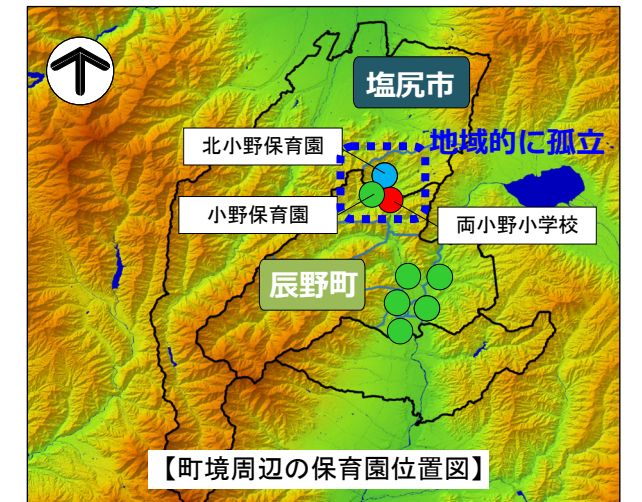 塩尻市
北小野保育園
地域的に孤立
小野保育園
両小野小学校
辰野町
【町境周辺の保育園位置図】